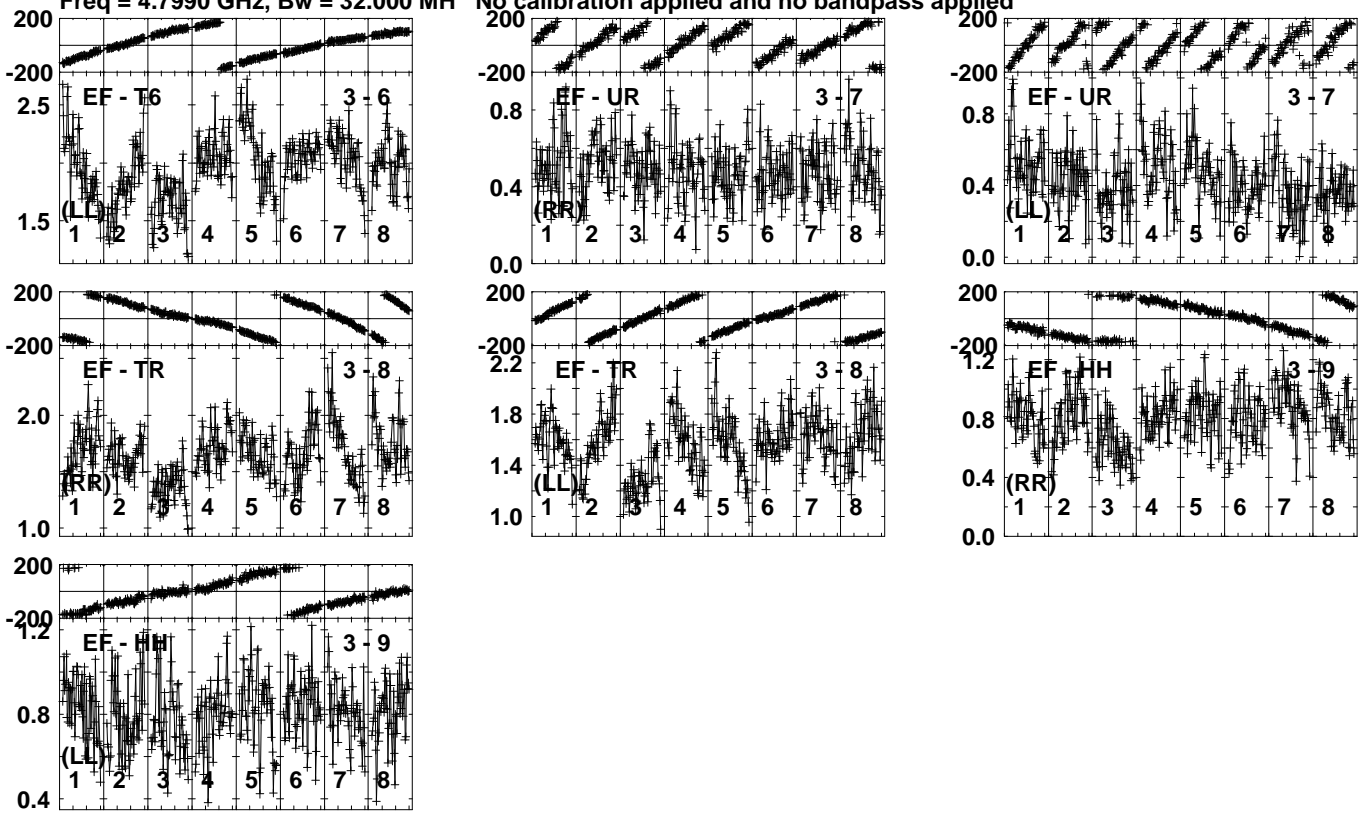 Freq = 4.7990 GHz, Bw = 32.000 MH No calibration applied and no bandpass applied
200
-200
EF - T6 3 - 6
2.5
1.5
(LL)
1 2 3 4 5 6 7 8
200
-200
EF - UR 3 - 7
0.8
0.4
0.0
(RR)
1 2 3 4 5 6 7 8
200
-200
EF - UR 3 - 7
0.8
0.4
0.0
(LL)
1 2 3 4 5 6 7 8
200
-200
EF - TR 3 - 8
2.0
1.0
(RR)
1 2 3 4 5 6 7 8
200
-200
EF - TR 3 - 8
2.2
1.8
1.4
1.0
(LL)
1 2 3 4 5 6 7 8
200
-200
EF - HH 3 - 9
1.2
0.8
0.4
0.0
(RR)
1 2 3 4 5 6 7 8
200
-200
EF - HH 3 - 9
1.2
0.8
0.4
(LL)
1 2 3 4 5 6 7 8